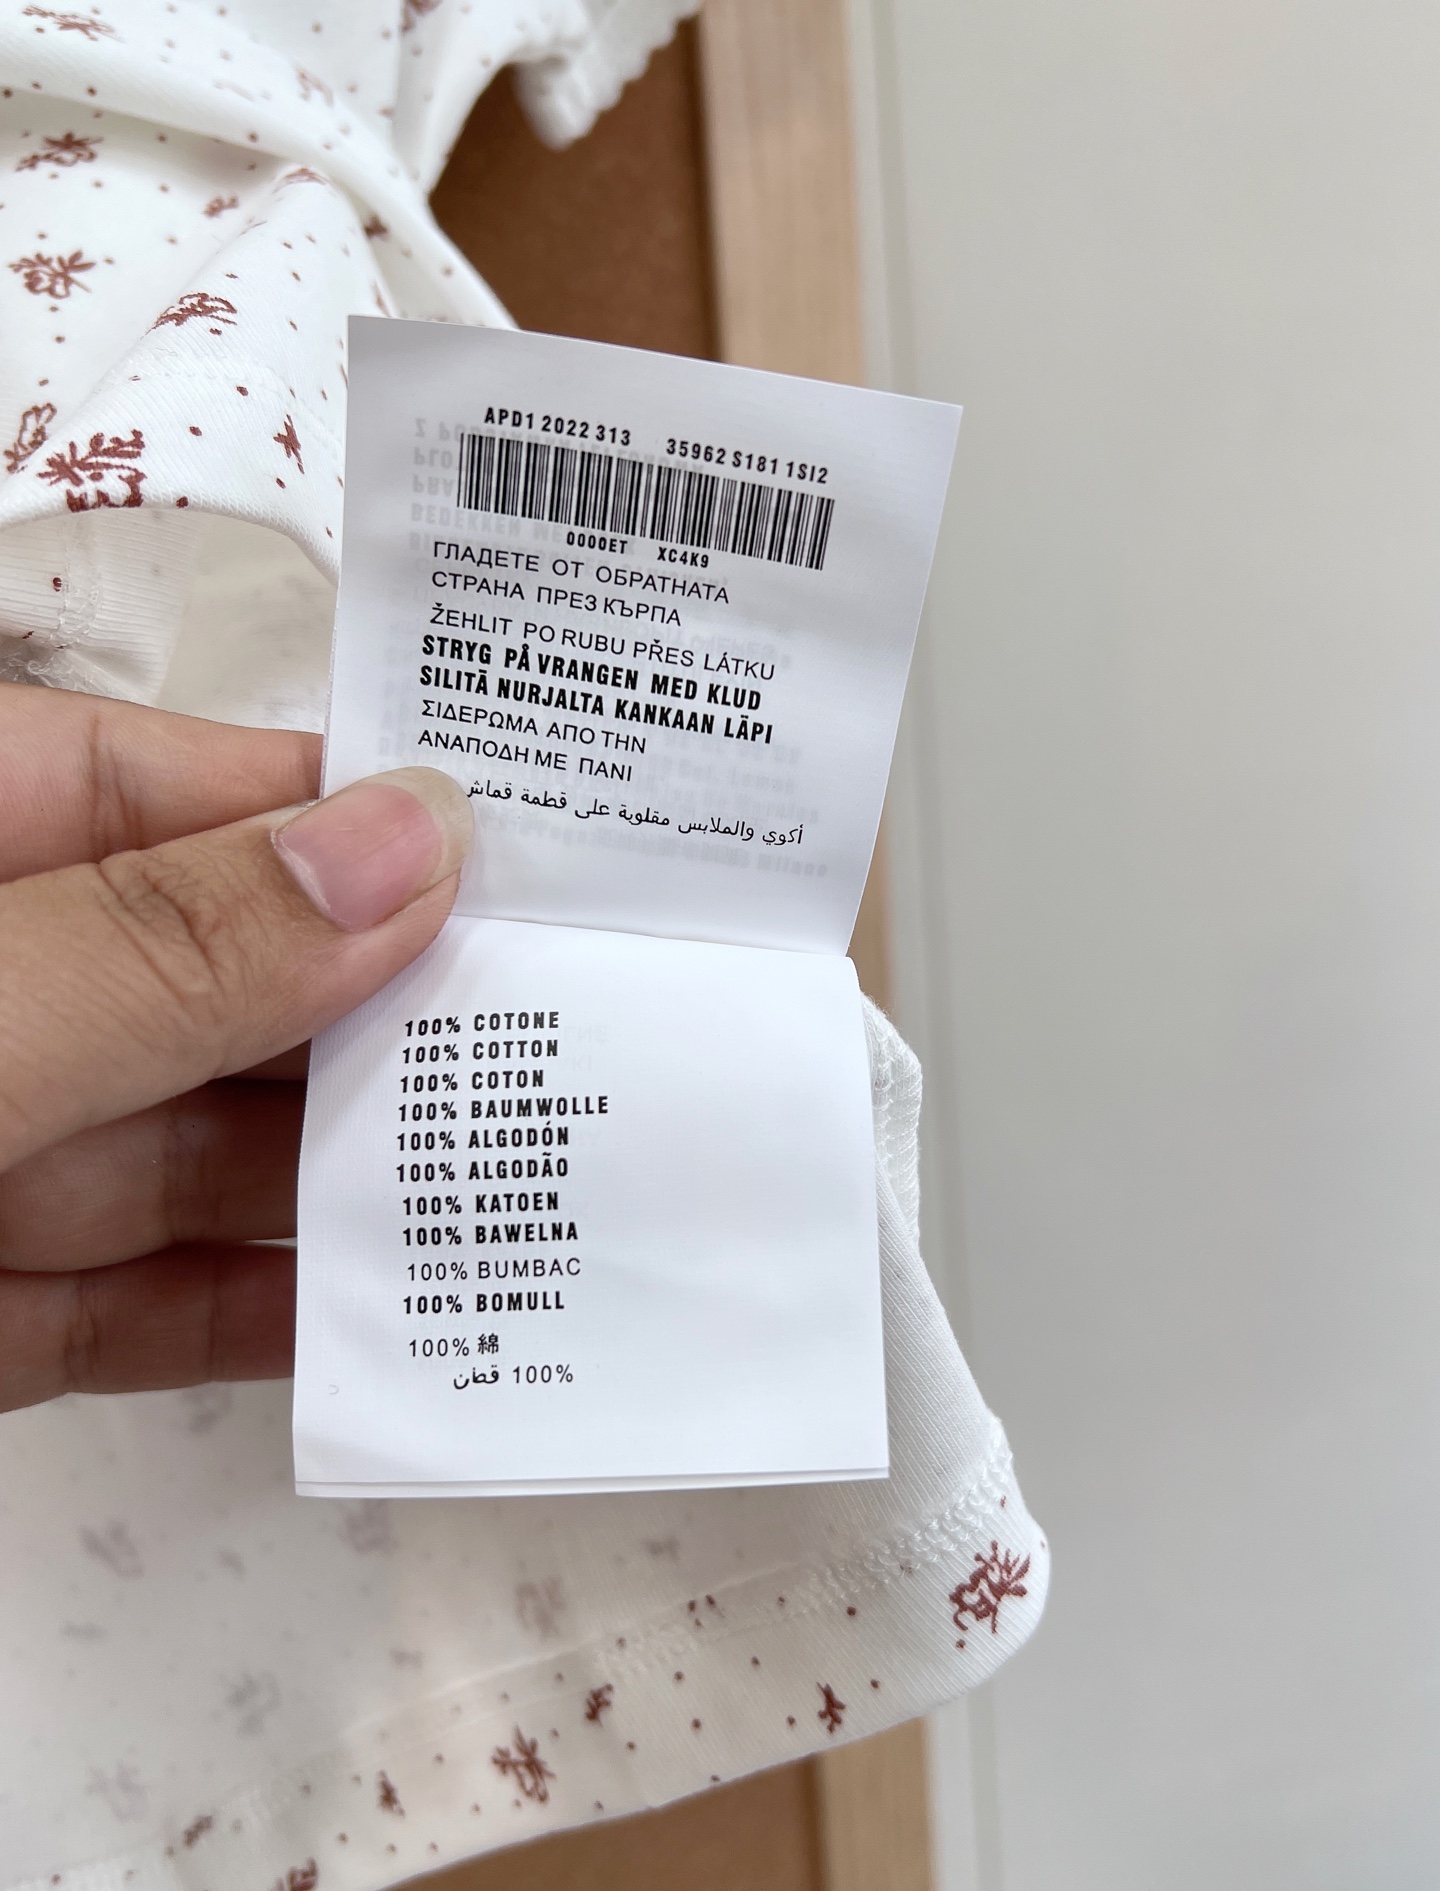 APD1 2022 313 35962 S181 1SI2
0000ET XC4K9
ГЛАДЕТЕ ОТ ОБРАТНАТА
СТРАНА ПРЕЗ КЪРПА
ŽEHLIT PO RUBU PŘES LÁTKU
STRYG PÅ VRANGEN MED KLUD
SILITĀ NURJALTA KANKAAN LĀPI
ΣΙΔΕΡΩΜΑ ΑΠΟ ΤΗΝ
ΑΝΑΠΟΔΗ ΜΕ ΠΑΝΙ
أكوي والملابس مقلوبة على قطمة قماش
100% COTONE
100% COTTON
100% COTON
100% BAUMWOLLE
100% ALGODÓN
100% ALGODÃO
100% KATOEN
100% BAWELNA
100% BUMBAC
100% BOMULL
100% 綿
100% قطن